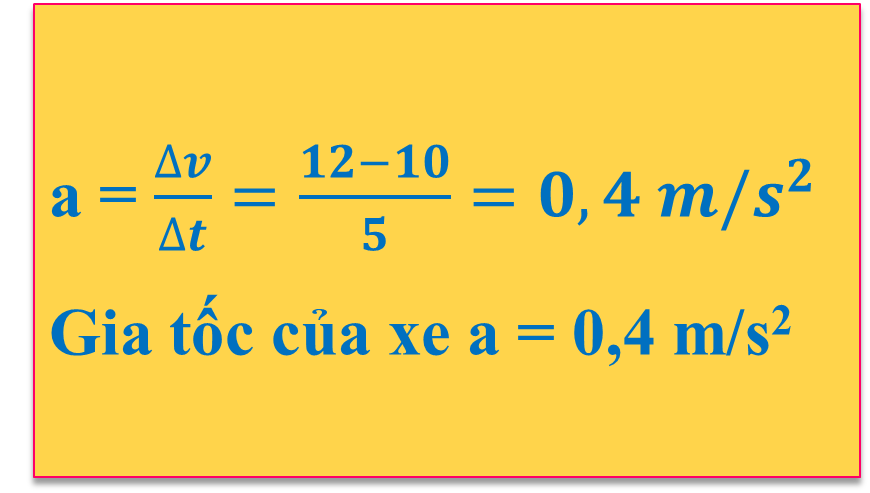 a = Δv/Δt = 12−10/5 = 0,4 m/s²
Gia tốc của xe a = 0,4 m/s²